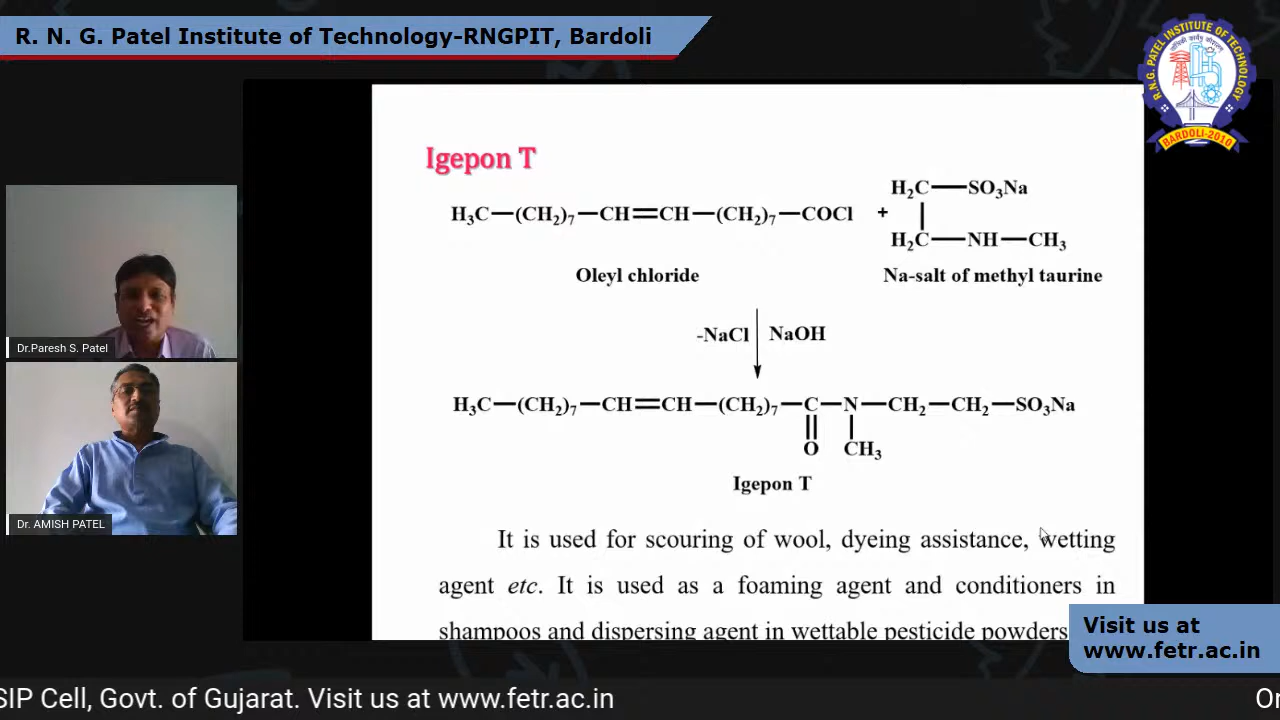 R. N. G. Patel Institute of Technology-RNGPIT, Bardoli
R.N.G. PATEL INSTITUTE OF TECHNOLOGY
BARDOLI-2010
Igepon T
H₂C—SO₃Na
H₃C—(CH₂)₇—CH=CH—(CH₂)₇—COCl +
H₂C—NH—CH₃
Oleyl chloride
Na-salt of methyl taurine
-NaCl NaOH
H₃C—(CH₂)₇—CH=CH—(CH₂)₇—C—N—CH₂—CH₂—SO₃Na
O CH₃
Igepon T
It is used for scouring of wool, dyeing assistance, wetting
agent etc. It is used as a foaming agent and conditioners in
shampoos and dispersing agent in wettable pesticide powders
Dr.Paresh S. Patel
Dr. AMISH PATEL
Visit us at
www.fetr.ac.in
SIP Cell, Govt. of Gujarat. Visit us at www.fetr.ac.in